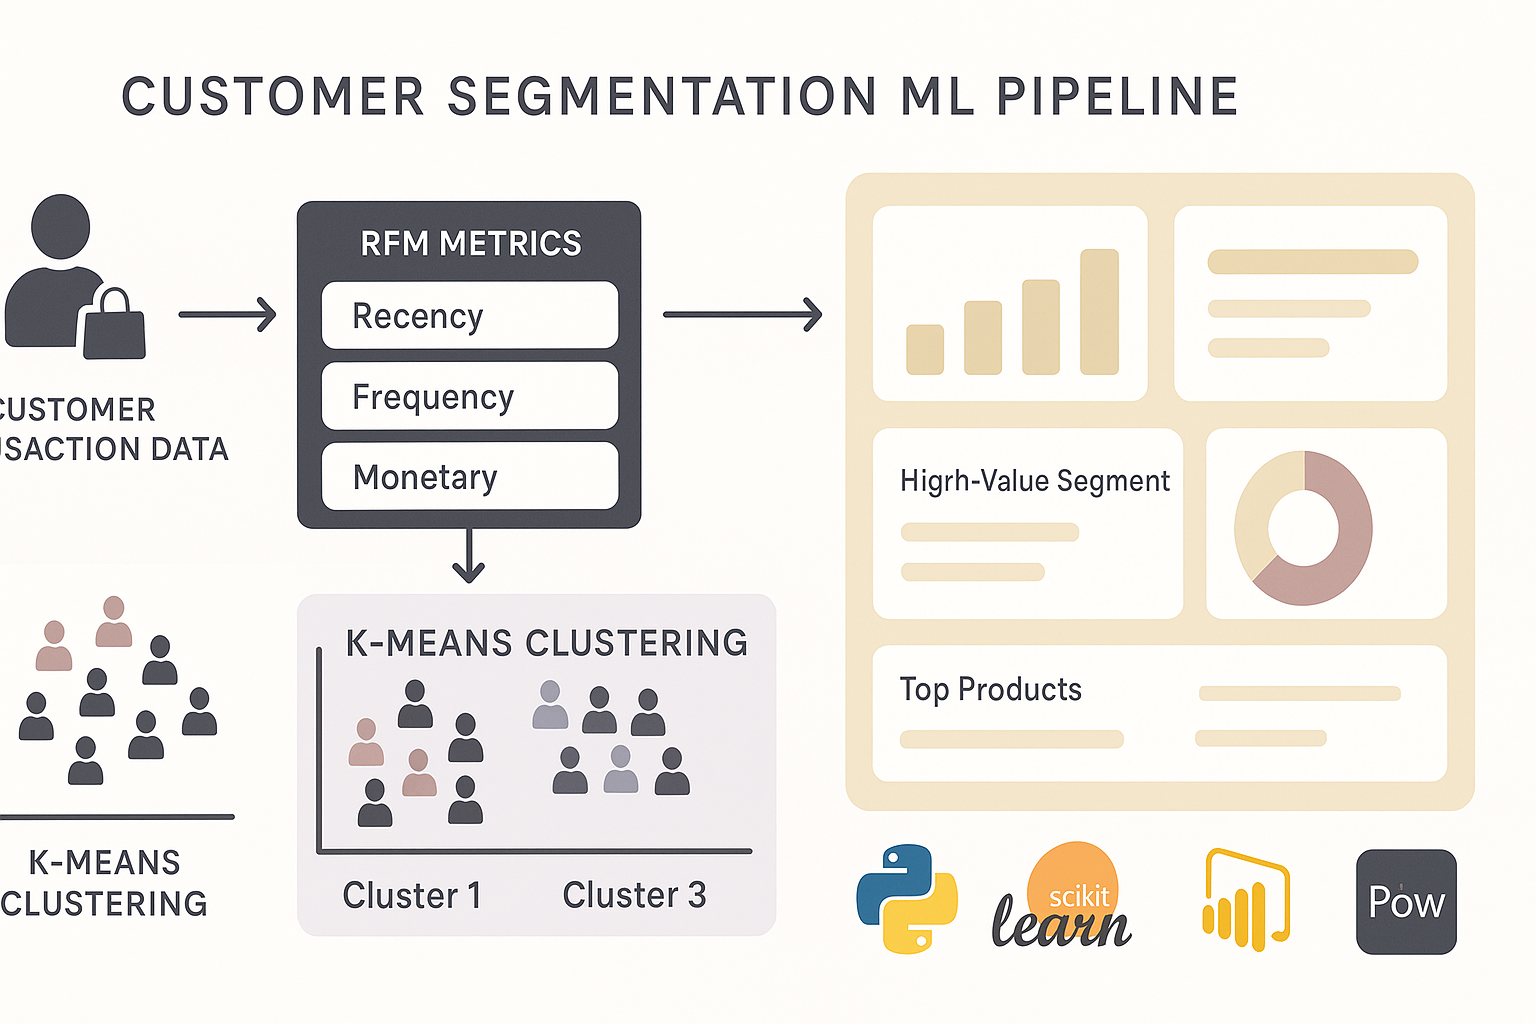 CUSTOMER SEGMENTATION ML PIPELINE
CUSTOMER
USACTION DATA
RFM METRICS
Recency
Frequency
Monetary
K-MEANS
CLUSTERING
K-MEANS CLUSTERING
Cluster 1
Cluster 3
Higrh-Value Segment
Top Products
scikit
learn
Pow